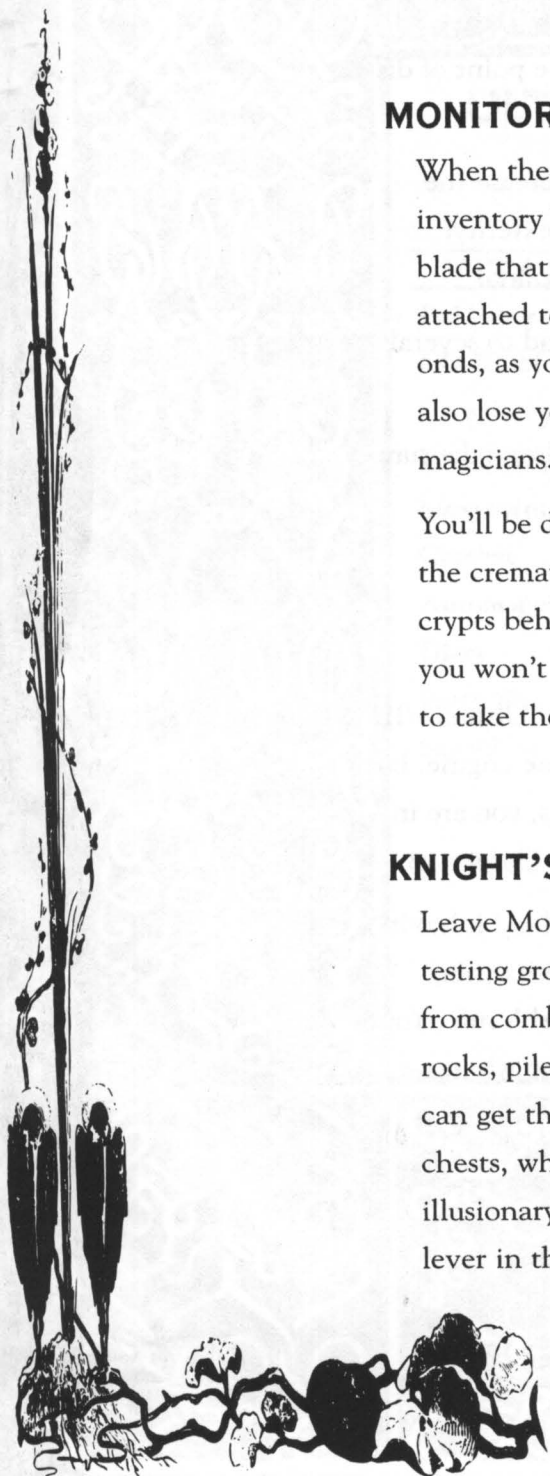 MONITOR
When the
inventory
blade that
attached to
onds, as yo
also lose yo
magicians.
You'll be d
the cremat
crypts beh
you won't
to take the
KNIGHT'S
Leave Mo
testing gro
from comb
rocks, pile
can get th
chests, wh
illusionary
lever in th